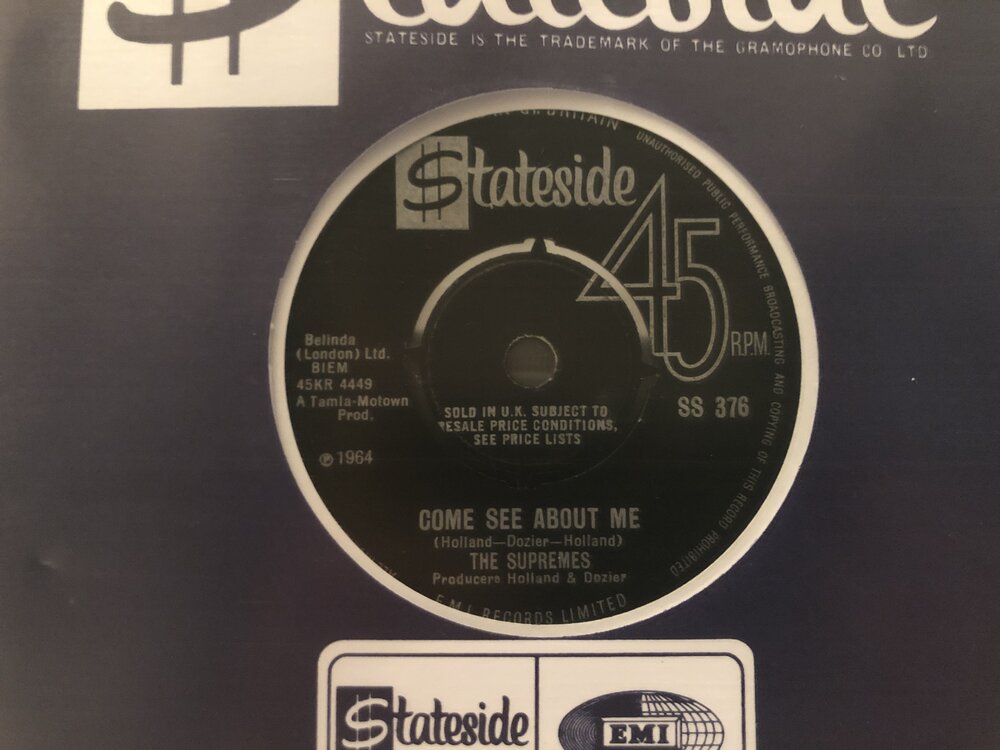 Stateside
STATESIDE IS THE TRADEMARK OF THE GRAMOPHONE CO LTD
GT. BRITAIN
UNAUTHORISED PUBLIC PERFORMANCE BROADCASTING AND COPYING OF THIS RECORD PROHIBITED
Stateside
45
R.P.M.
Belinda
(London) Ltd.
BIEM
45KR 4449
A Tamla-Motown
Prod.
℗ 1964
SS 376
SOLD IN U.K. SUBJECT TO
RESALE PRICE CONDITIONS,
SEE PRICE LISTS
COME SEE ABOUT ME
(Holland—Dozier—Holland)
THE SUPREMES
Producers Holland & Dozier
E.M.I. RECORDS LIMITED
Stateside
EMI